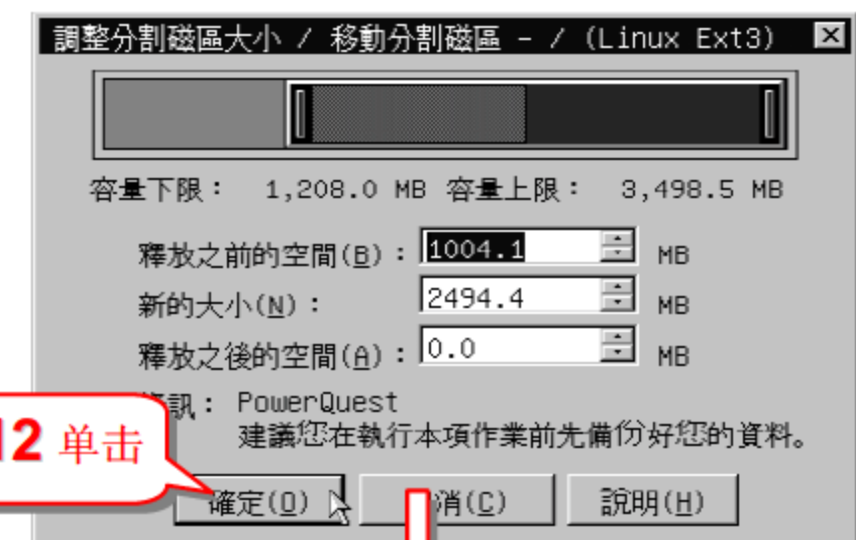 調整分割磁區大小 / 移動分割磁區 - / (Linux Ext3)
容量下限： 1,208.0 MB 容量上限： 3,498.5 MB
釋放之前的空間(B)： 1004.1 MB
新的大小(N)： 2494.4 MB
釋放之後的空間(A)： 0.0 MB
訊： PowerQuest
建議您在執行本項作業前先備份好您的資料。
12 单击
確定(O) 消(C) 說明(H)